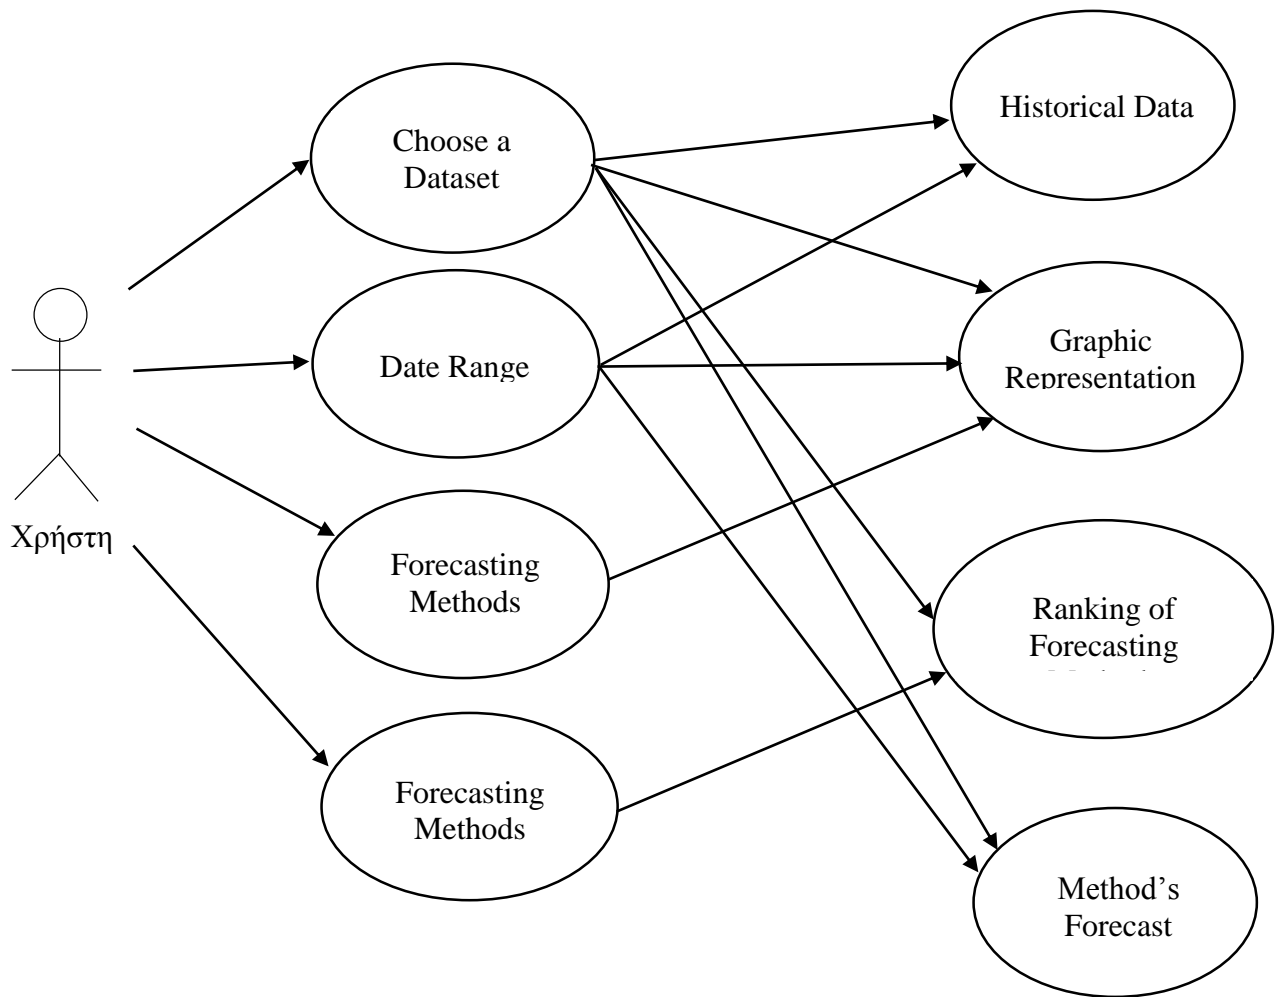 Historical Data
Choose a
Dataset
Graphic
Representation
Date Range
Χρήστη
Forecasting
Methods
Ranking of
Forecasting
Forecasting
Methods
Method’s
Forecast